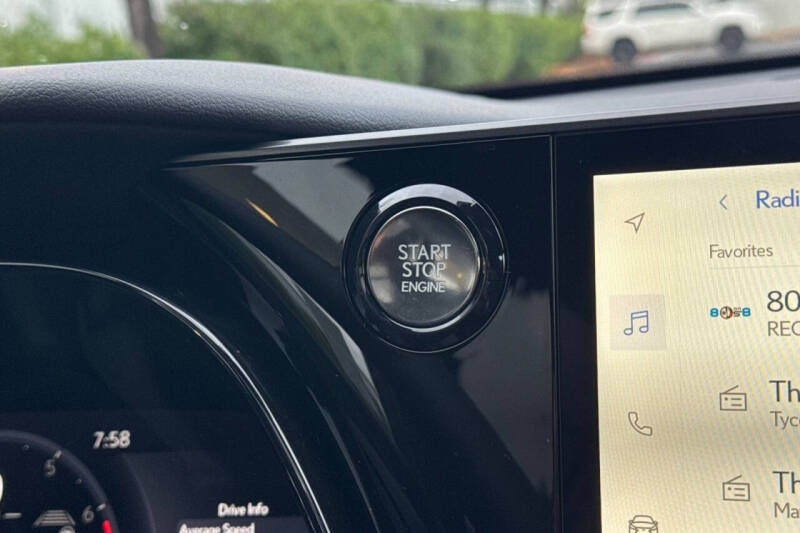 START
STOP
ENGINE
Radi
Favorites
80
REC
Th
Tyc
Th
Ma
7:58
5
6
Drive Info
Average Speed